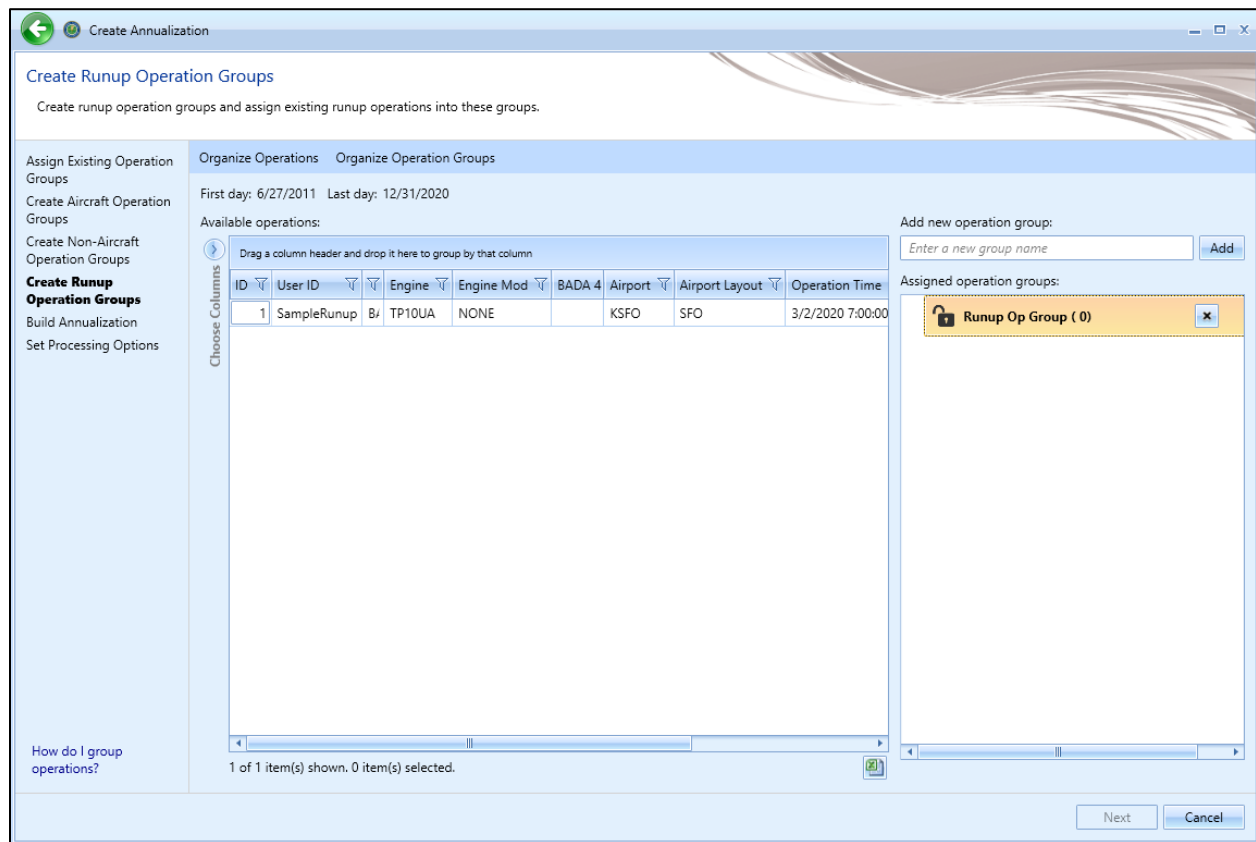 Create Annualization
Create Runup Operation Groups
Create runup operation groups and assign existing runup operations into these groups.
Assign Existing Operation
Groups
Create Aircraft Operation
Groups
Create Non-Aircraft
Operation Groups
Create Runup
Operation Groups
Build Annualization
Set Processing Options
How do I group
operations?
Organize Operations Organize Operation Groups
First day: 6/27/2011 Last day: 12/31/2020
Available operations:
Choose Columns
Drag a column header and drop it here to group by that column
ID User ID Engine Engine Mod BADA 4 Airport Airport Layout Operation Time
1 SampleRunup TP10UA NONE KSFO SFO 3/2/2020 7:00:00
1 of 1 item(s) shown. 0 item(s) selected.
Add new operation group:
Enter a new group name Add
Assigned operation groups:
Runup Op Group ( 0)
Next Cancel